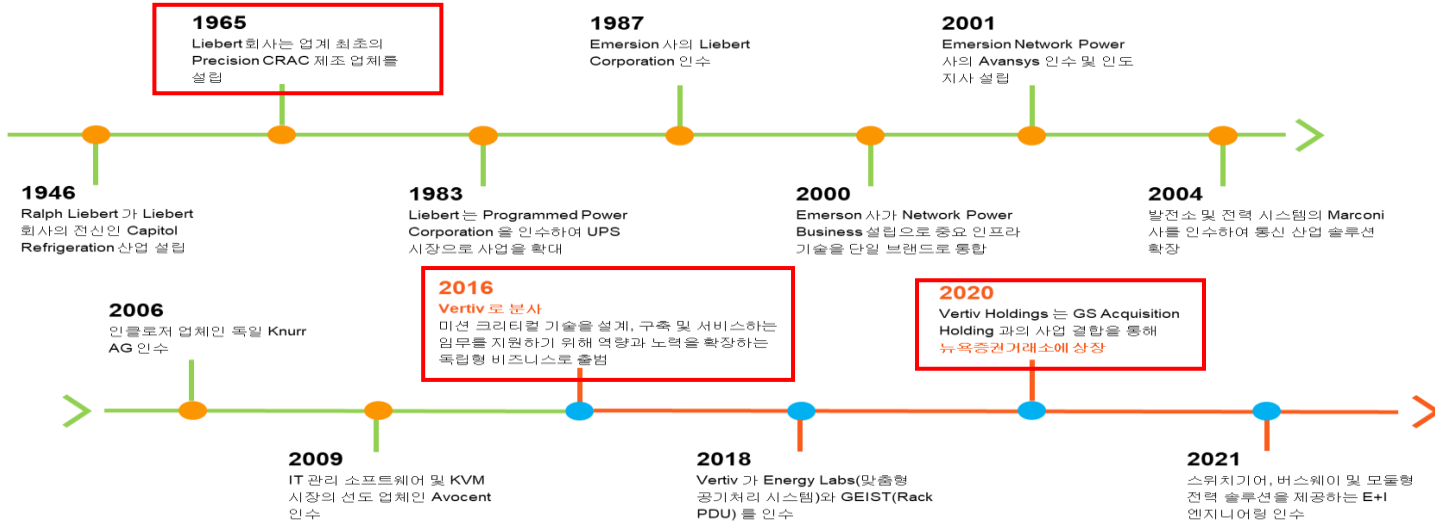 1965
Liebert 회사는 업계 최초의
Precision CRAC 제조 업체를
설립
1987
Emersion 사의 Liebert
Corporation 인수
2001
Emersion Network Power
사의 Avansys 인수 및 인도
지사 설립
1946
Ralph Liebert 가 Liebert
회사의 전신인 Capitol
Refrigeration 산업 설립
1983
Liebert 는 Programmed Power
Corporation 을 인수하여 UPS
시장으로 사업을 확대
2000
Emerson 사가 Network Power
Business 설립으로 중요 인프라
기술을 단일 브랜드로 통합
2004
발전소 및 전력 시스템의 Marconi
사를 인수하여 통신 산업 솔루션
확장
2006
인클로저 업체인 독일 Knurr
AG 인수
2016
Vertiv 로 분사
미션 크리티컬 기술을 설계, 구축 및 서비스하는
임무를 지원하기 위해 역량과 노력을 확장하는
독립형 비즈니스로 출범
2020
Vertiv Holdings 는 GS Acquisition
Holding 과의 사업 결합을 통해
뉴욕증권거래소에 상장
2009
IT 관리 소프트웨어 및 KVM
시장의 선도 업체인 Avocent
인수
2018
Vertiv 가 Energy Labs(맞춤형
공기처리 시스템)와 GEIST(Rack
PDU) 를 인수
2021
스위치기어, 버스웨이 및 모듈형
전력 솔루션을 제공하는 E+I
엔지니어링 인수